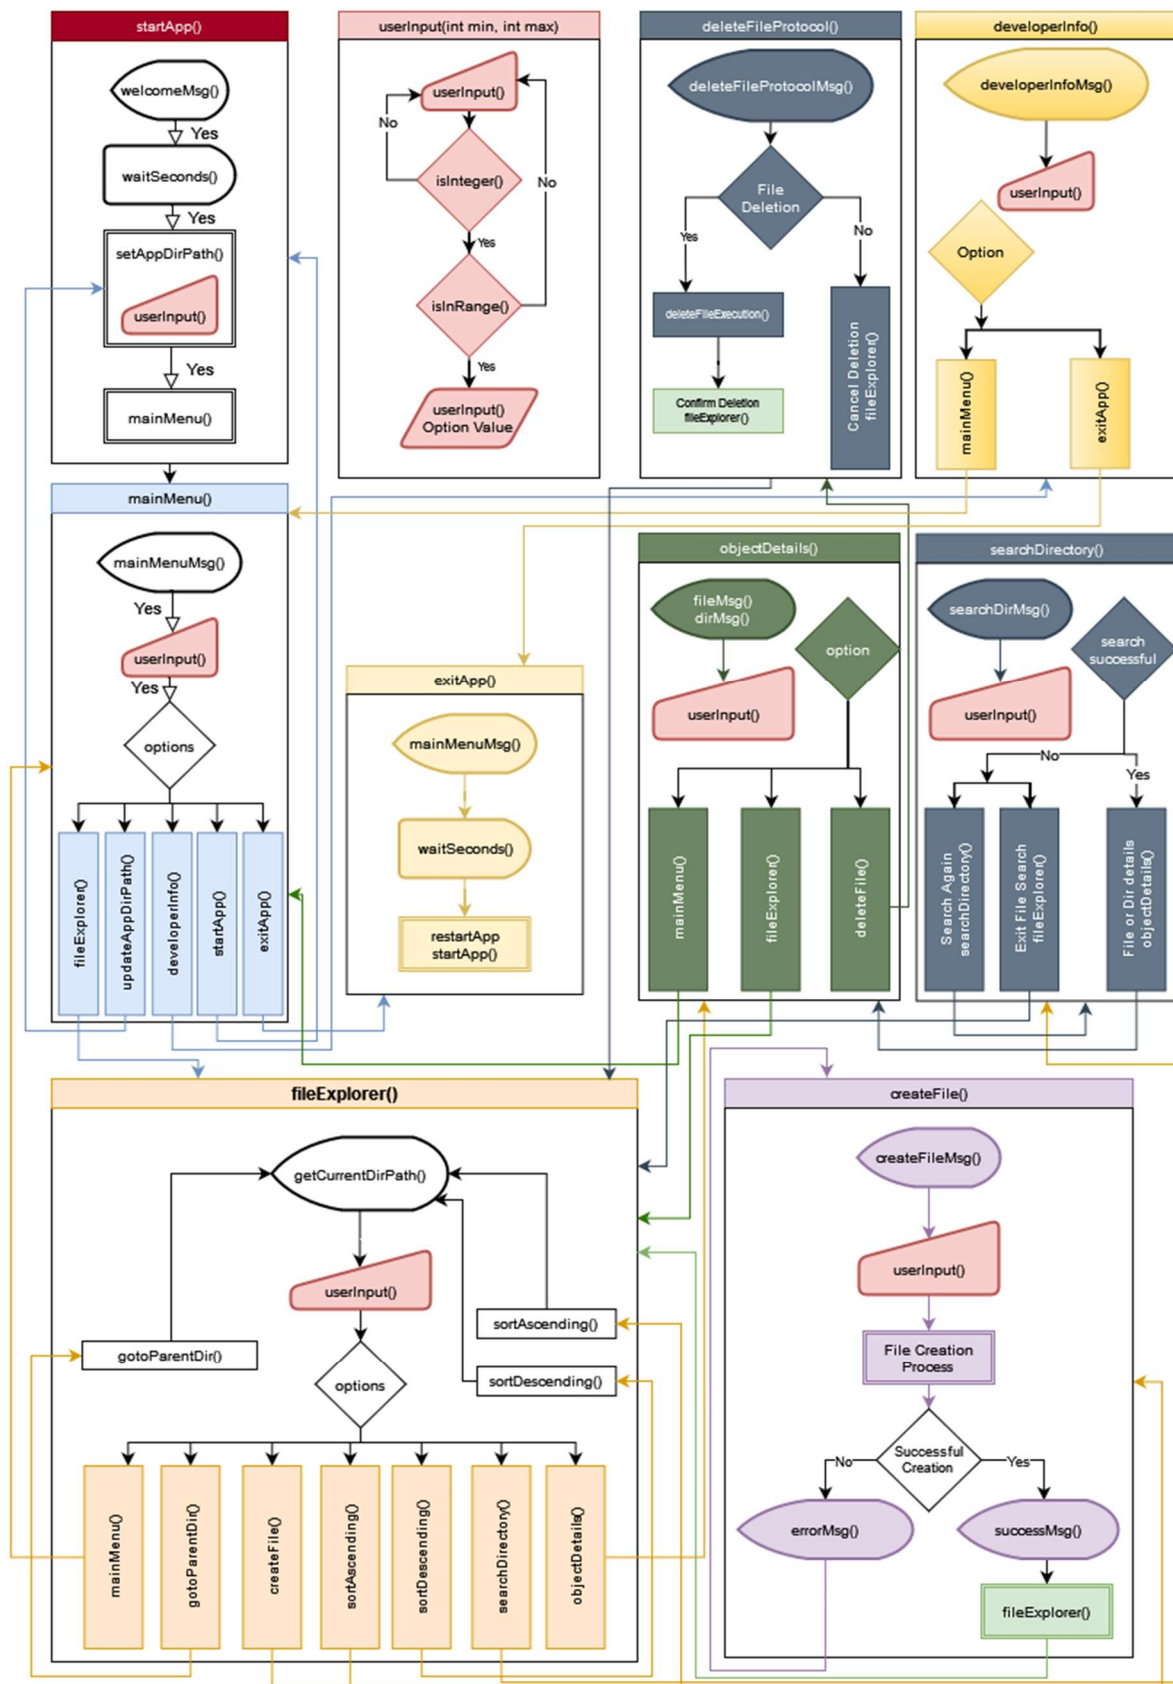 startApp()
welcomeMsg()
Yes
waitSeconds()
Yes
setAppDirPath()
userInput()
Yes
mainMenu()
userInput(int min, int max)
userInput()
No
isInteger()
No
Yes
isInRange()
Yes
userInput()
Option Value
deleteFileProtocol()
deleteFileProtocolMsg()
File
Deletion
Yes
No
deleteFileExecution()
Confirm Deletion
fileExplorer()
Cancel Deletion
fileExplorer()
developerInfo()
developerInfoMsg()
userInput()
Option
mainMenu()
exitApp()
mainMenu()
mainMenuMsg()
Yes
userInput()
Yes
options
fileExplorer()
updateAppDirPath()
developerInfo()
startApp()
exitApp()
exitApp()
mainMenuMsg()
waitSeconds()
restartApp
startApp()
objectDetails()
fileMsg()
dirMsg()
option
userInput()
mainMenu()
fileExplorer()
deleteFile()
searchDirectory()
searchDirMsg()
search
successful
userInput()
No
Yes
Search Again
searchDirectory()
Exit File Search
fileExplorer()
File or Dir details
objectDetails()
fileExplorer()
getCurrentDirPath()
userInput()
sortAscending()
gotoParentDir()
options
sortDescending()
mainMenu()
gotoParentDir()
createFile()
sortAscending()
sortDescending()
searchDirectory()
objectDetails()
createFile()
createFileMsg()
userInput()
File Creation
Process
Successful
Creation
No
Yes
errorMsg()
successMsg()
fileExplorer()